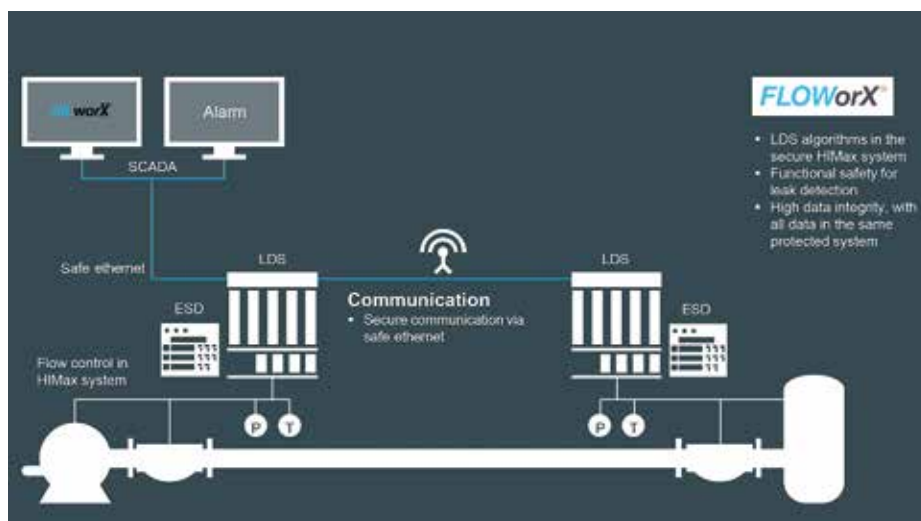 worX
Alarm
SCADA
FLOWorX®
• LDS algorithms in the
secure HIMax system
• Functional safety for
leak detection
• High data integrity, with
all data in the same
protected system
Safe ethernet
LDS
LDS
Communication
• Secure communication via
safe ethernet
ESD
ESD
Flow control in
HIMax system
P
T
P
T